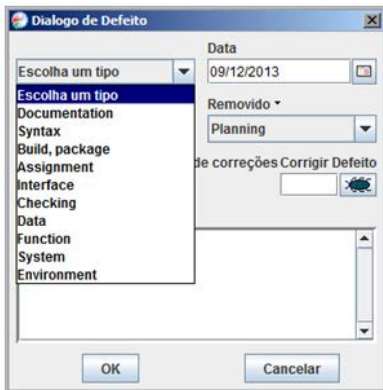 Dialogo de Defeito
Data
Escolha um tipo
09/12/2013
Escolha um tipo
Documentation
Removido
Syntax
Planning
Build, package
Assignment
de correções Corrigir Defeito
Interface
Checking
Data
Function
System
Environment
OK
Cancelar